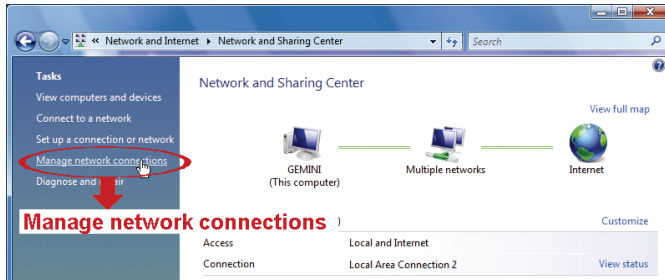 « Network and Internet ▸ Network and Sharing Center
Search
Tasks
View computers and devices
Connect to a network
Set up a connection or network
Manage network connections
Diagnose and
Manage network connections
Network and Sharing Center
View full map
GEMINI
(This computer)
Multiple networks
Internet
)
Customize
Access
Local and Internet
Connection
Local Area Connection 2
View status